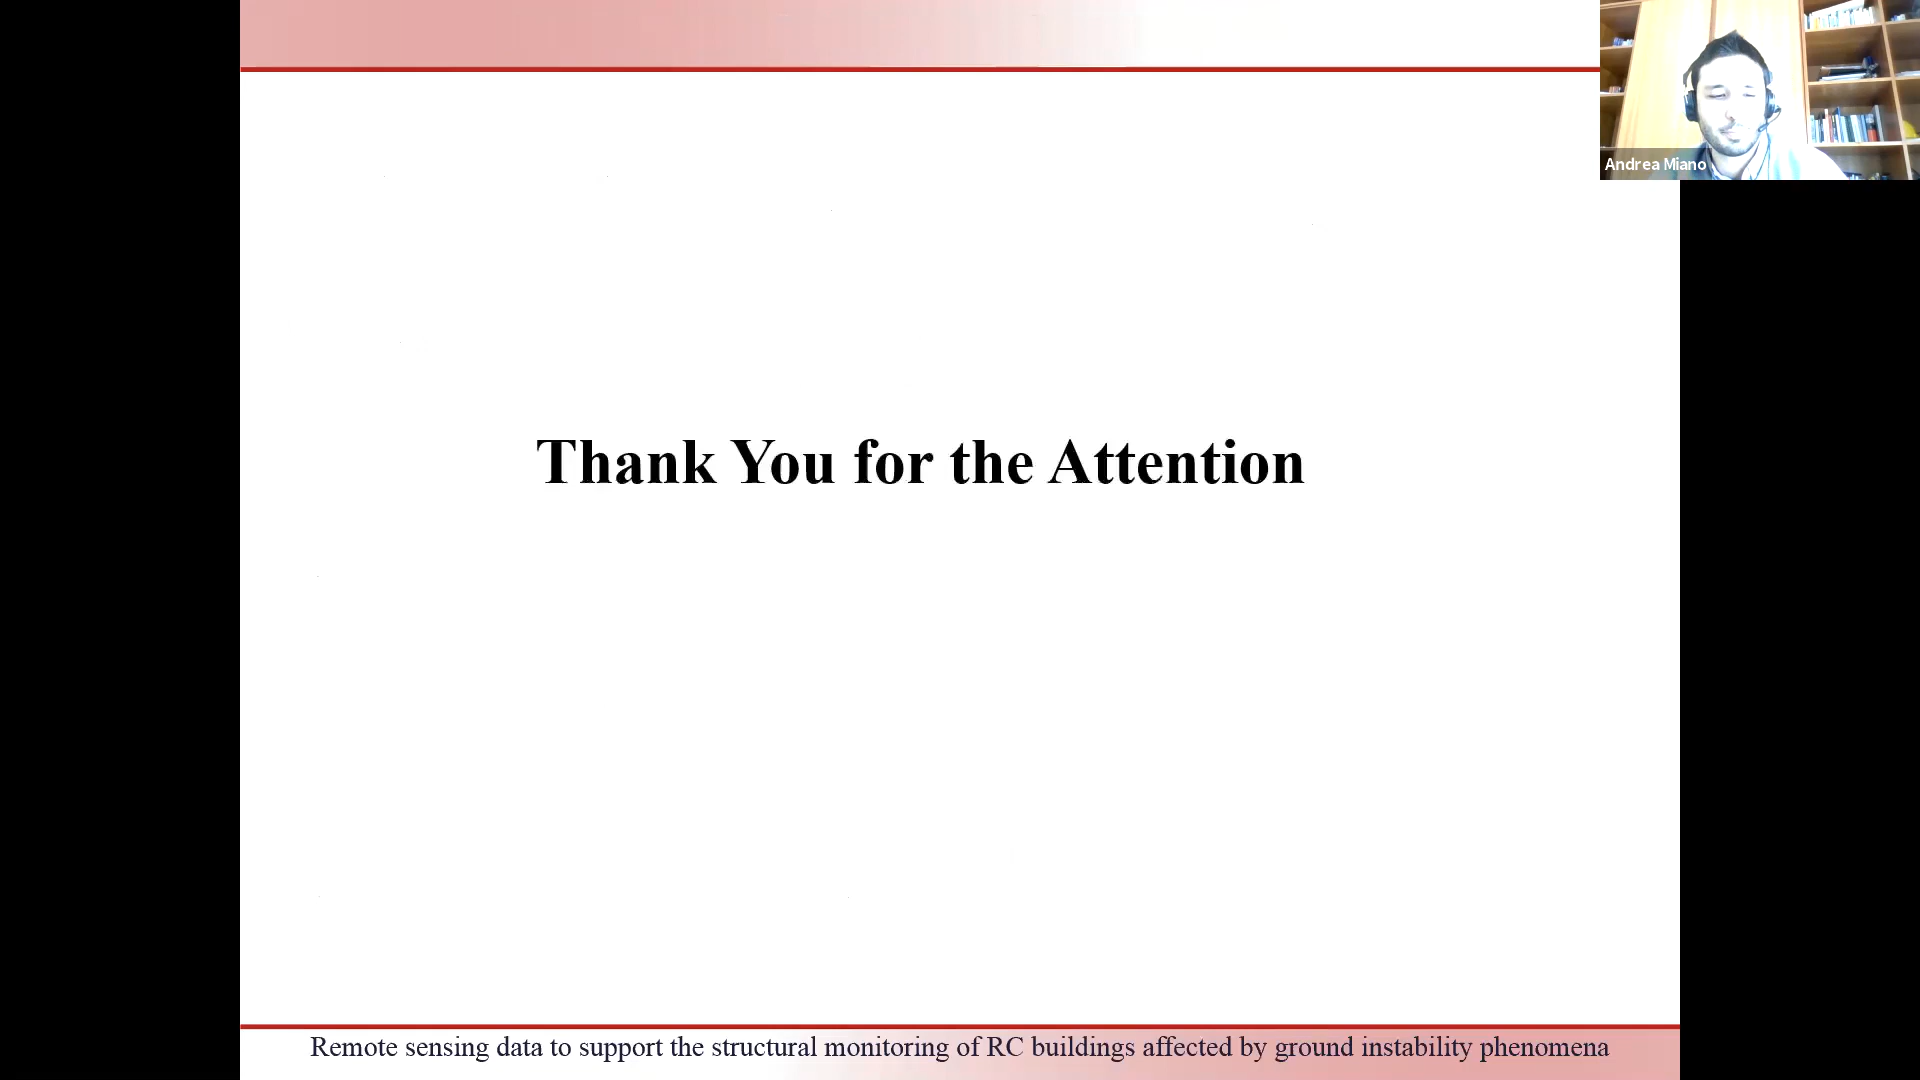 Andrea Miano
Thank You for the Attention
Remote sensing data to support the structural monitoring of RC buildings affected by ground instability phenomena